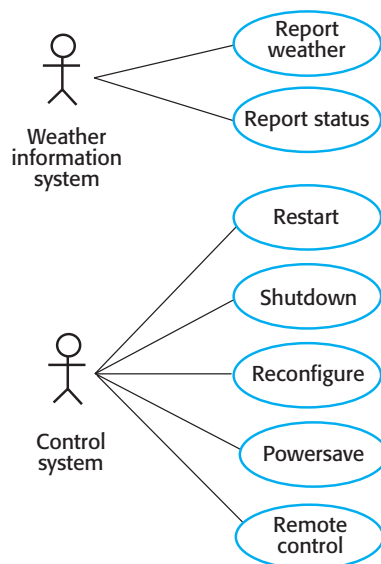 Report
weather
Report status
Weather
information
system
Restart
Shutdown
Reconfigure
Control
system
Powersave
Remote
control